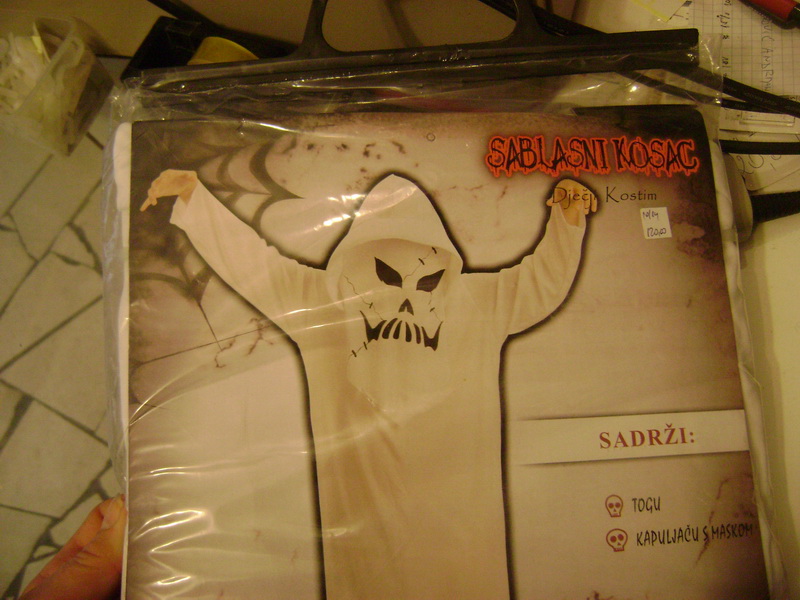 SABLASNI KOSAC
Dječji Kostim
SADRŽI:
TOGU
KAPULJAČU S MASKOM